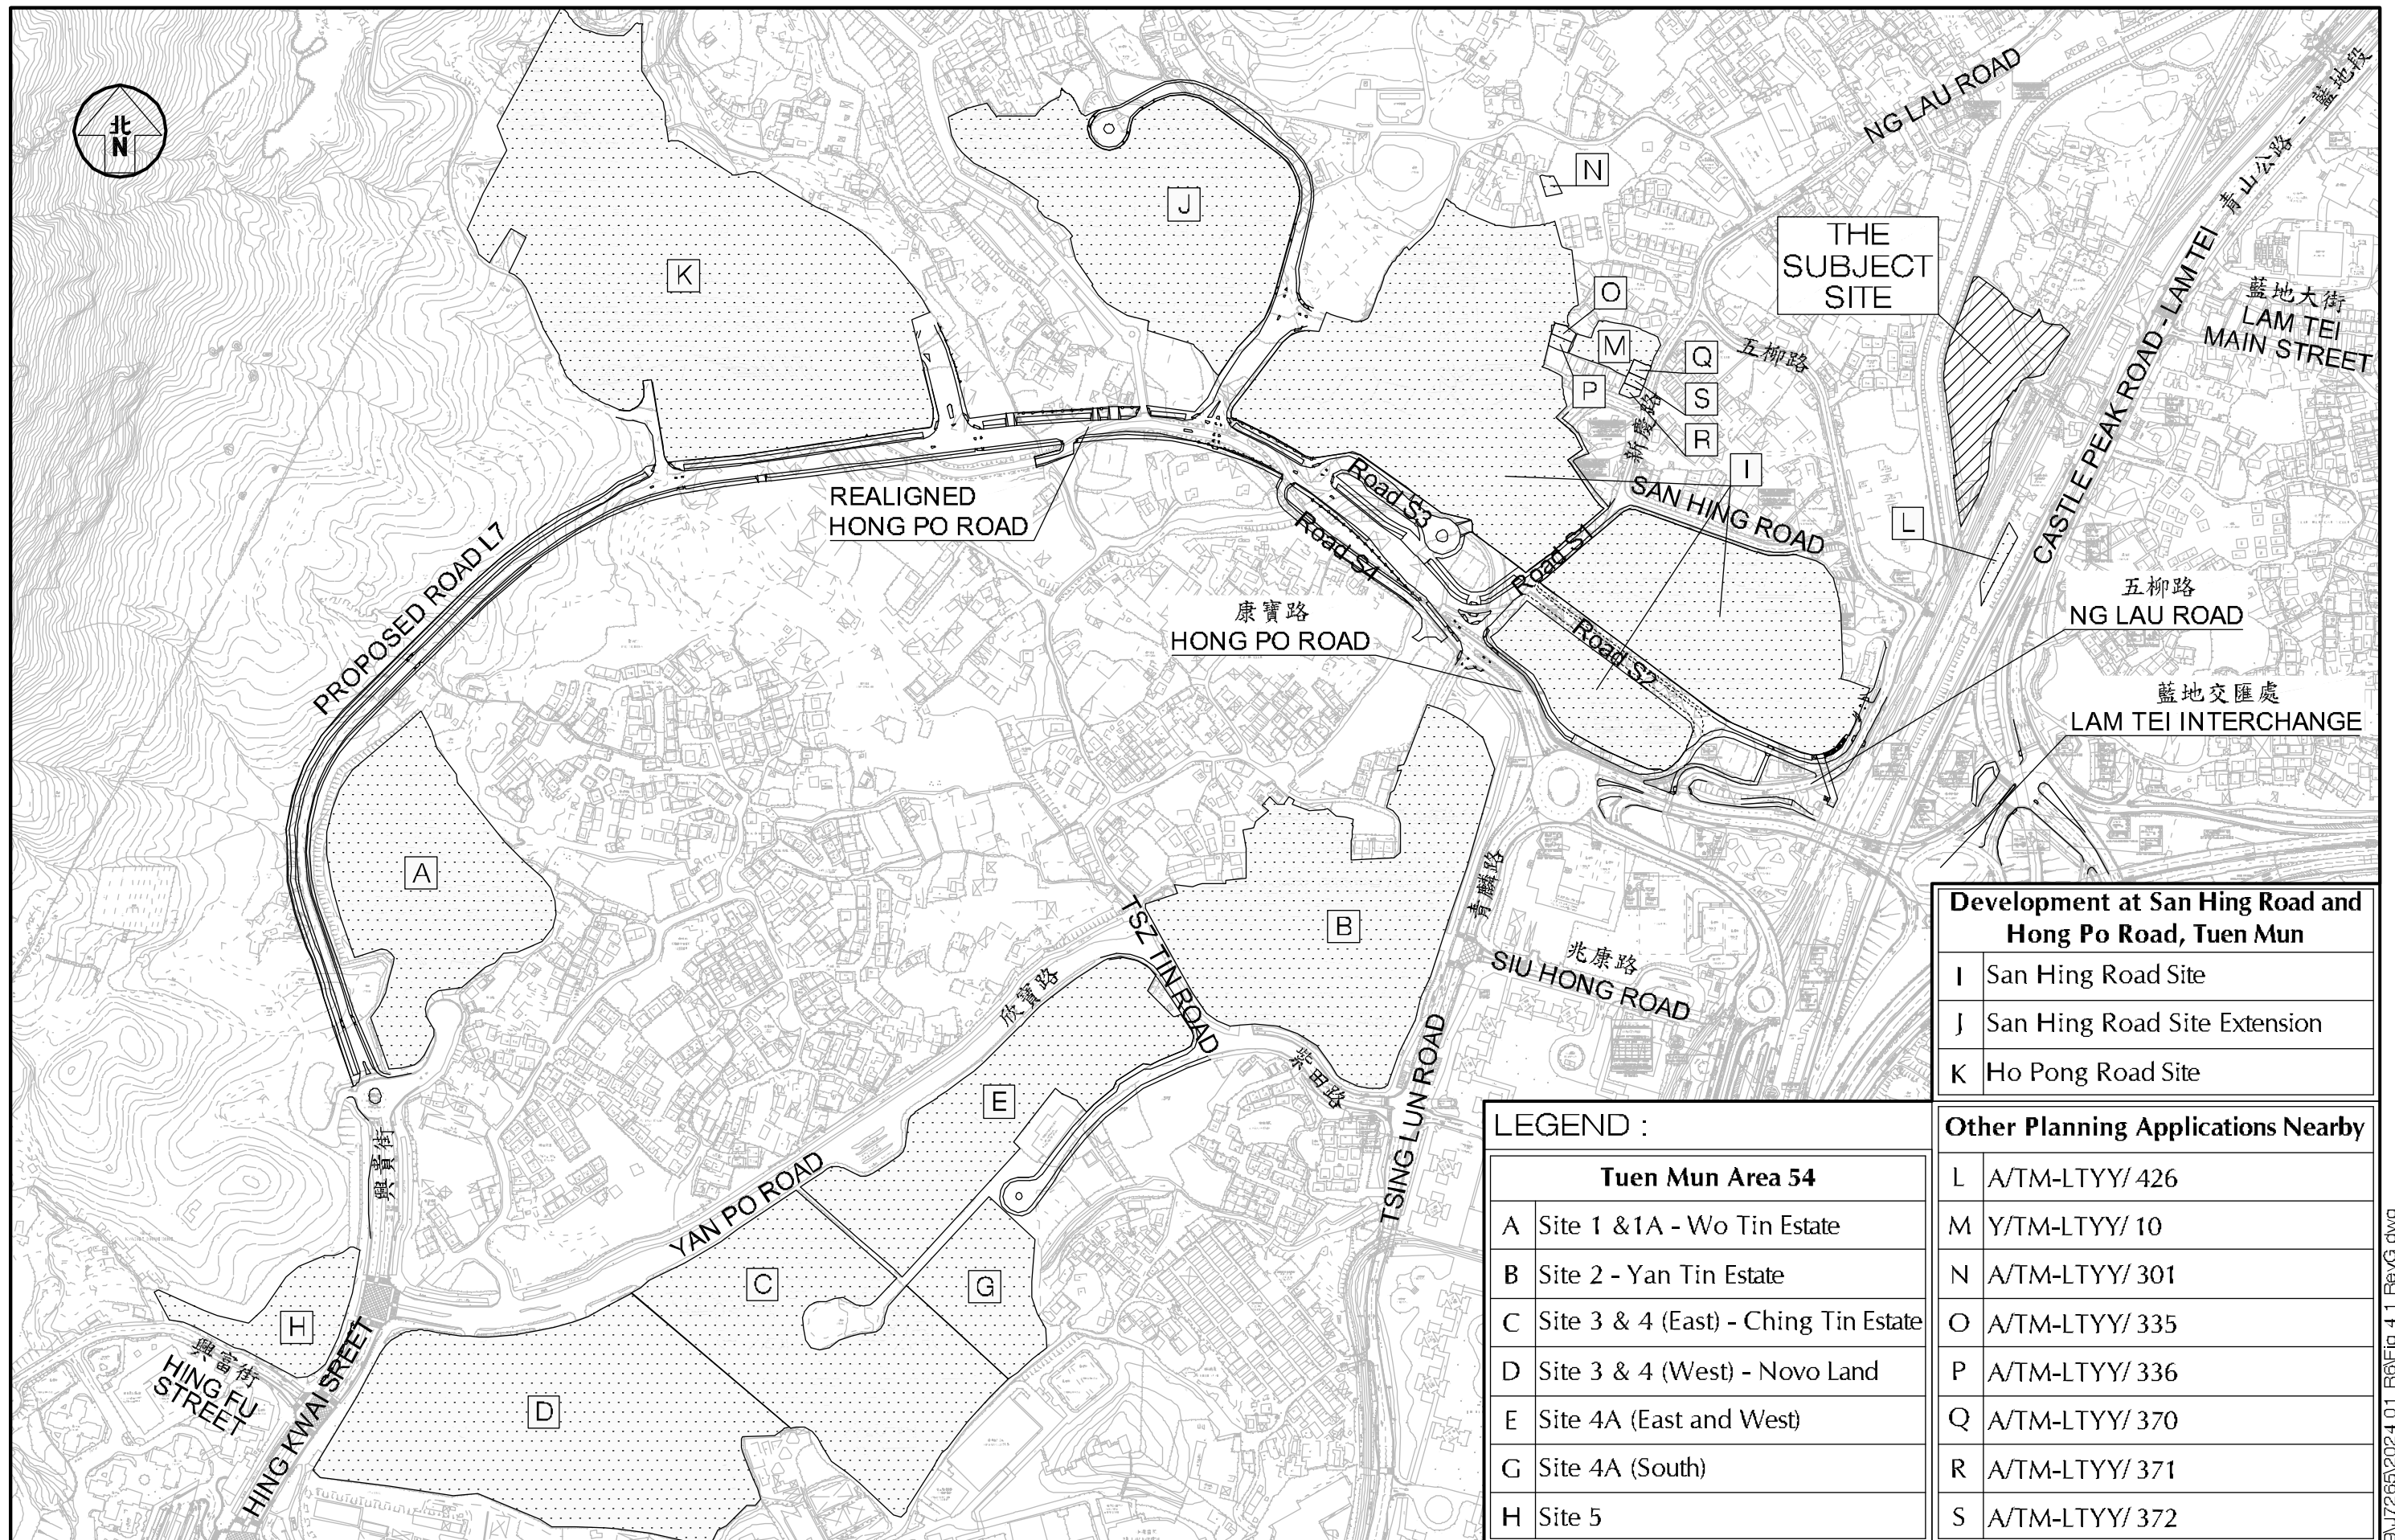 北
N
NG LAU ROAD
青山公路 - 藍地段
CASTLE PEAK ROAD - LAM TEI
藍地大街
LAM TEI
MAIN STREET
THE
SUBJECT
SITE
N
J
K
O
M
Q
P
S
R
五柳路
新慶路
I
SAN HING ROAD
L
REALIGNED
HONG PO ROAD
Road S3
Road S4
Road S1
Road S2
PROPOSED ROAD L7
康寶路
HONG PO ROAD
五柳路
NG LAU ROAD
藍地交匯處
LAM TEI INTERCHANGE
A
B
青麟路
TSZ TIN ROAD
兆康路
SIU HONG ROAD
欣寶路
紫田路
TSING LUN ROAD
E
YAN PO ROAD
興貴街
C
G
H
D
興富街
HING FU
STREET
HING KWAI SREET
Development at San Hing Road and
Hong Po Road, Tuen Mun
I San Hing Road Site
J San Hing Road Site Extension
K Ho Pong Road Site
LEGEND :
Tuen Mun Area 54
A Site 1 &1A - Wo Tin Estate
B Site 2 - Yan Tin Estate
C Site 3 & 4 (East) - Ching Tin Estate
D Site 3 & 4 (West) - Novo Land
E Site 4A (East and West)
G Site 4A (South)
H Site 5
Other Planning Applications Nearby
L A/TM-LTYY/ 426
M Y/TM-LTYY/ 10
N A/TM-LTYY/ 301
O A/TM-LTYY/ 335
P A/TM-LTYY/ 336
Q A/TM-LTYY/ 370
R A/TM-LTYY/ 371
S A/TM-LTYY/ 372